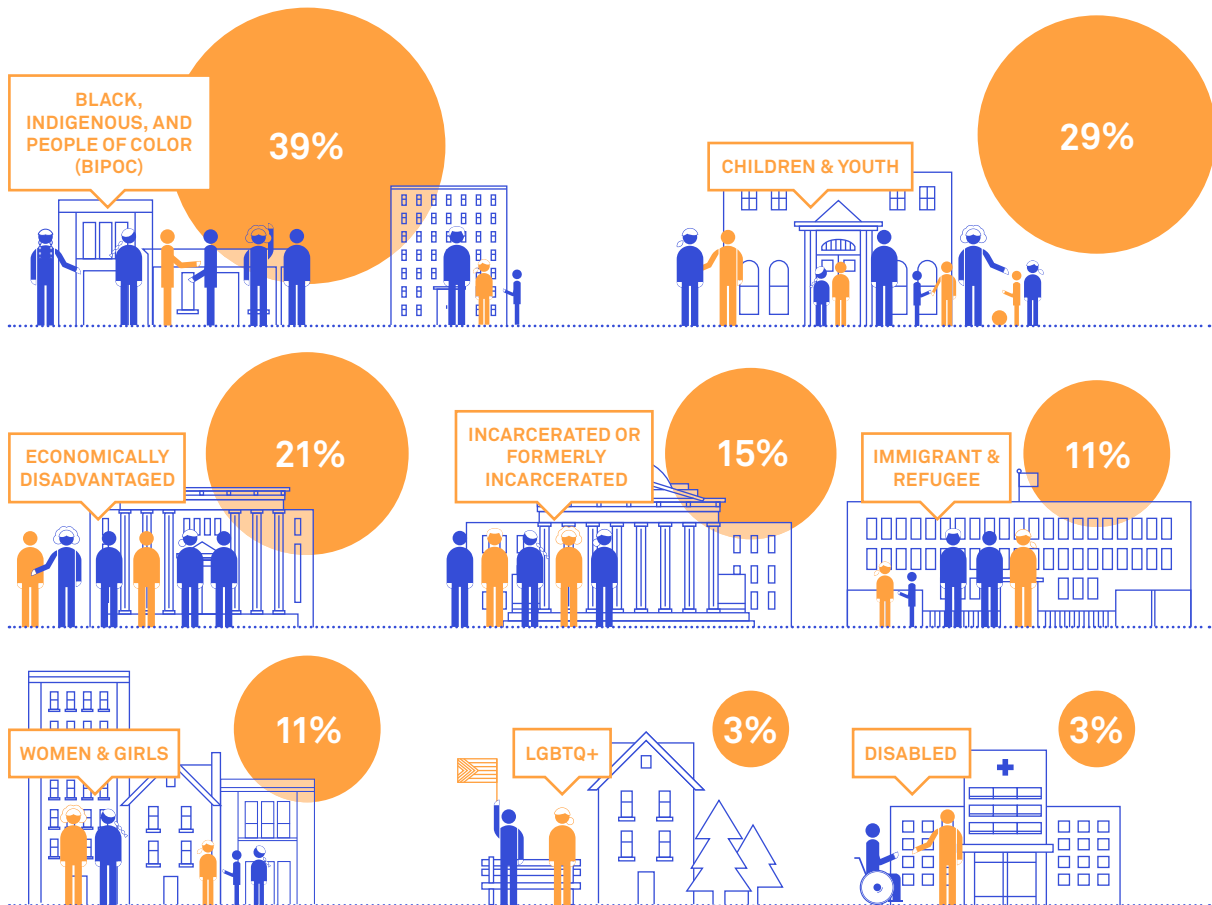 BLACK,
INDIGENOUS, AND
PEOPLE OF COLOR
(BIPOC)
39%
CHILDREN & YOUTH
29%
ECONOMICALLY
DISADVANTAGED
21%
INCARCERATED OR
FORMERLY
INCARCERATED
15%
IMMIGRANT &
REFUGEE
11%
WOMEN & GIRLS
11%
LGBTQ+
3%
DISABLED
3%